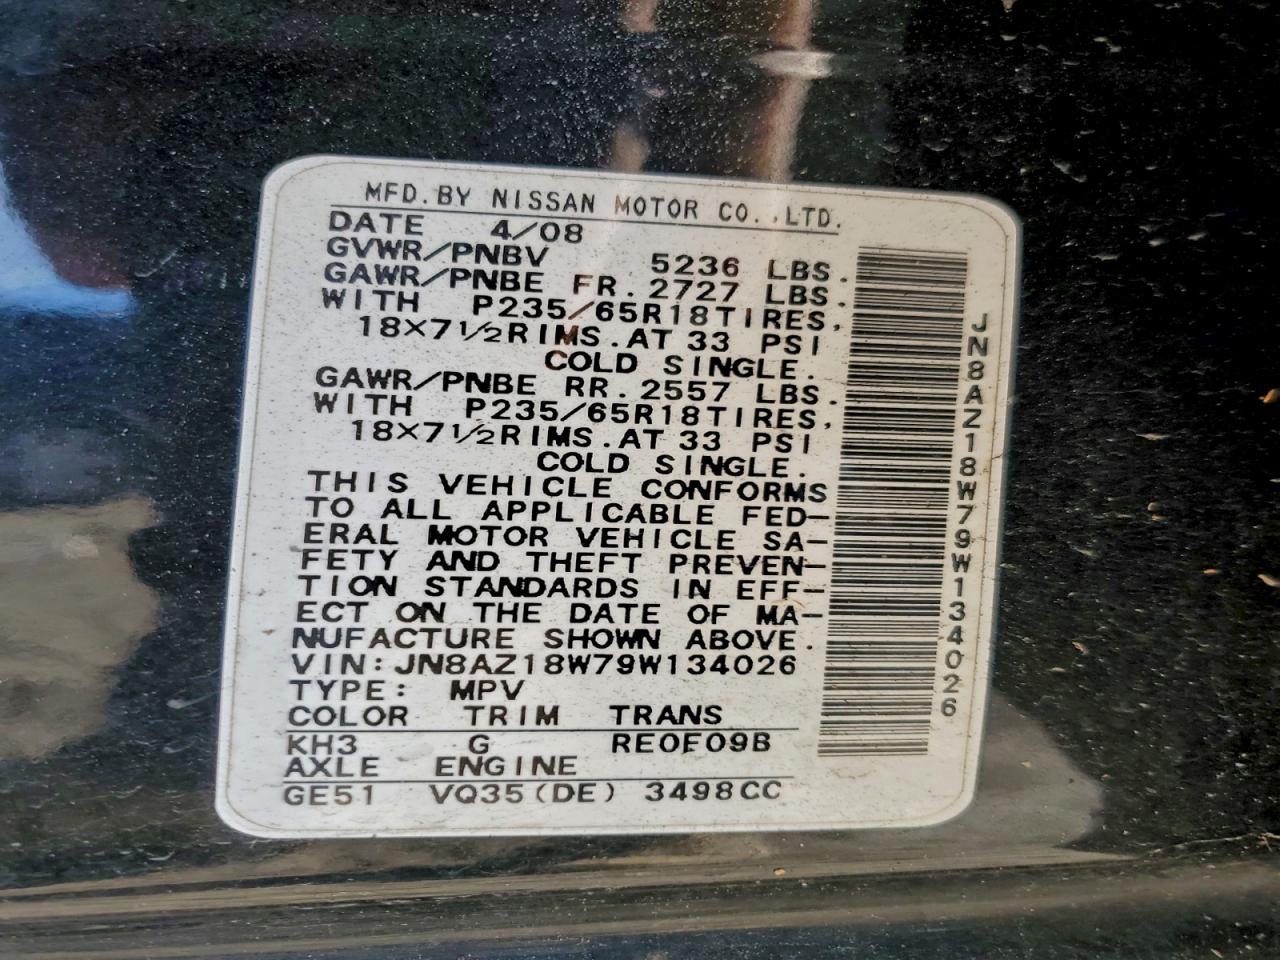 MFD.BY NISSAN MOTOR CO.,LTD.
DATE 4/08
GVWR/PNBV 5236 LBS.
GAWR/PNBE FR.2727 LBS.
WITH P235/65R18TIRES,
18×7½RIMS.AT 33 PSI
COLD SINGLE.
GAWR/PNBE RR.2557 LBS.
WITH P235/65R18TIRES,
18×7½RIMS.AT 33 PSI
COLD SINGLE.
THIS VEHICLE CONFORMS
TO ALL APPLICABLE FED-
ERAL MOTOR VEHICLE SA-
FETY AND THEFT PREVEN-
TION STANDARDS IN EFF-
ECT ON THE DATE OF MA-
NUFACTURE SHOWN ABOVE.
VIN:JN8AZ18W79W134026
TYPE: MPV
COLOR TRIM TRANS
KH3 G RE0F09B
AXLE ENGINE
GE51 VQ35(DE) 3498CC
JN8AZ18W79W134026